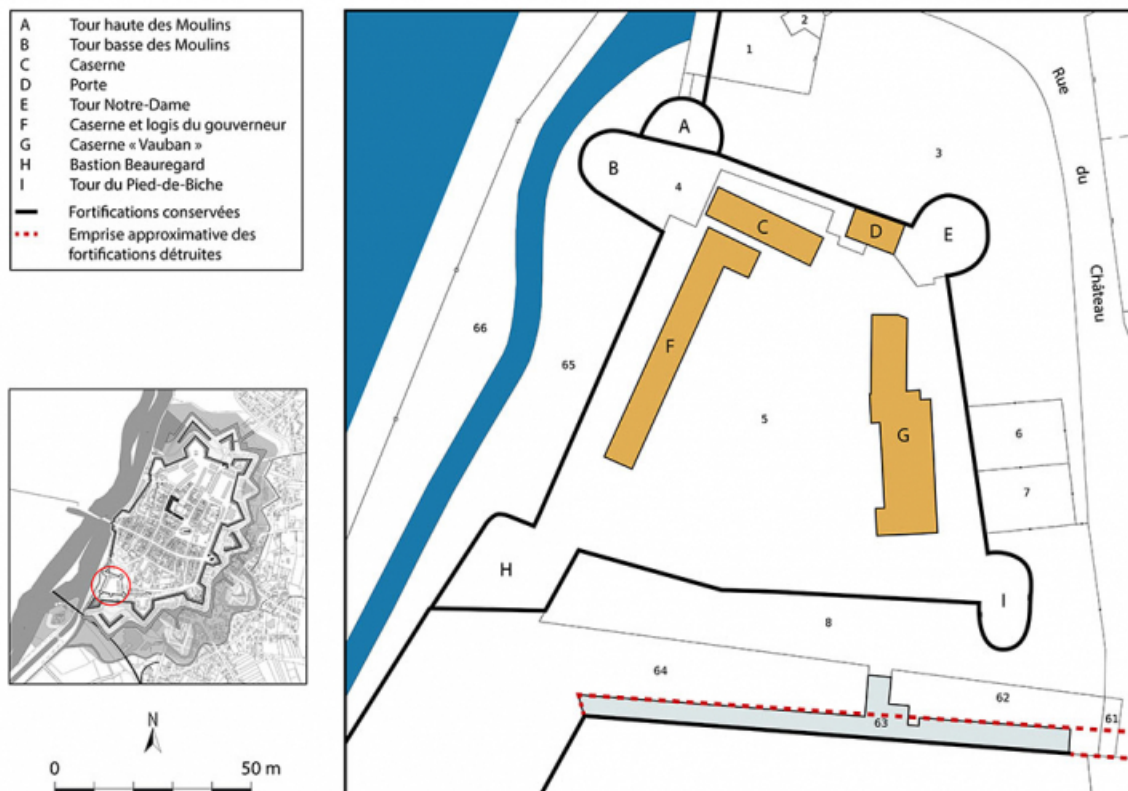 A Tour haute des Moulins
B Tour basse des Moulins
C Caserne
D Porte
E Tour Notre-Dame
F Caserne et logis du gouverneur
G Caserne « Vauban »
H Bastion Beauregard
I Tour du Pied-de-Biche
Fortifications conservées
Emprise approximative des
fortifications détruites
N
0 50 m
2
1
Rue
du
Château
A
3
B
4
C
D
E
66
65
F
5
G
6
7
H
I
8
64
62
61
63